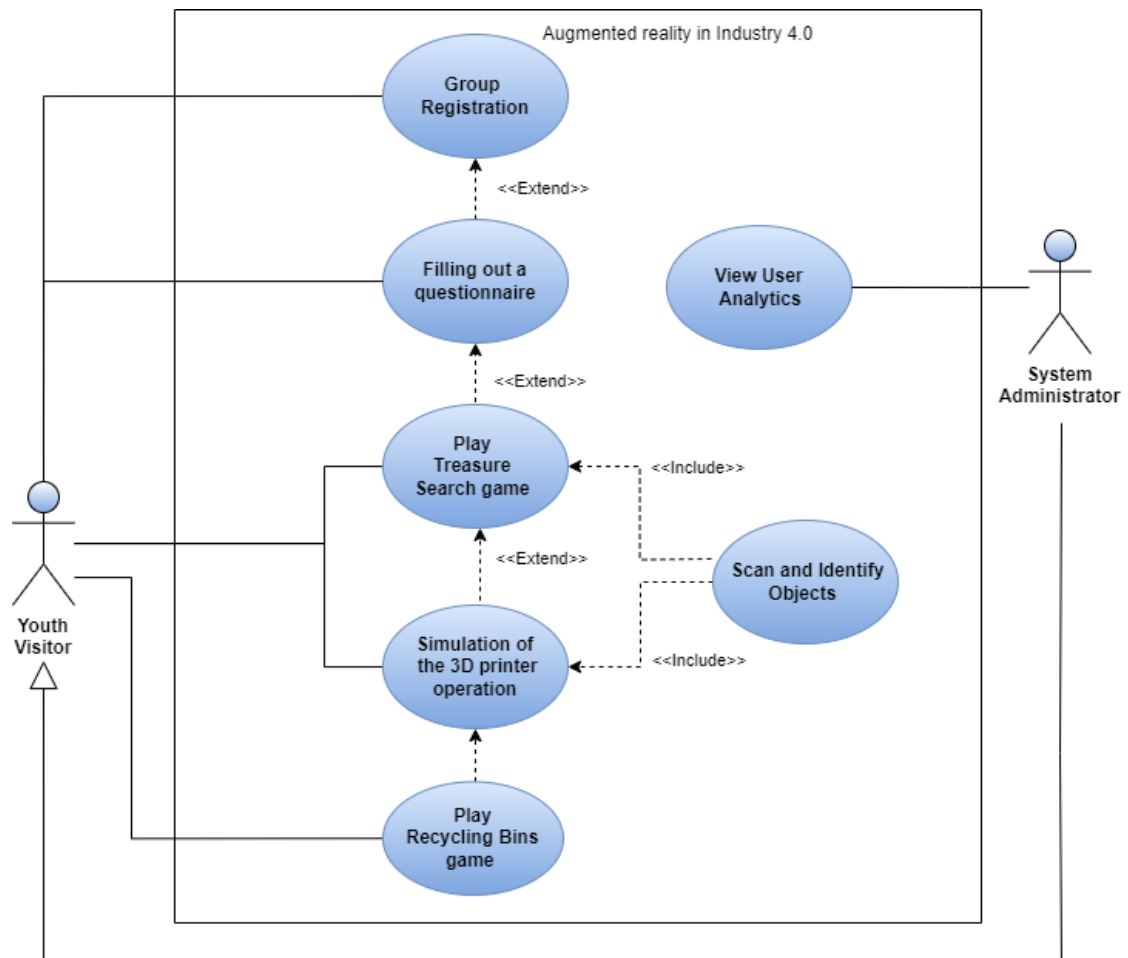 Augmented reality in Industry 4.0
Group
Registration
<<Extend>>
Filling out a
questionnaire
View User
Analytics
System
Administrator
<<Extend>>
Play
Treasure
Search game
<<Include>>
<<Extend>>
Scan and Identify
Objects
Youth
Visitor
Simulation of
the 3D printer
operation
<<Include>>
Play
Recycling Bins
game